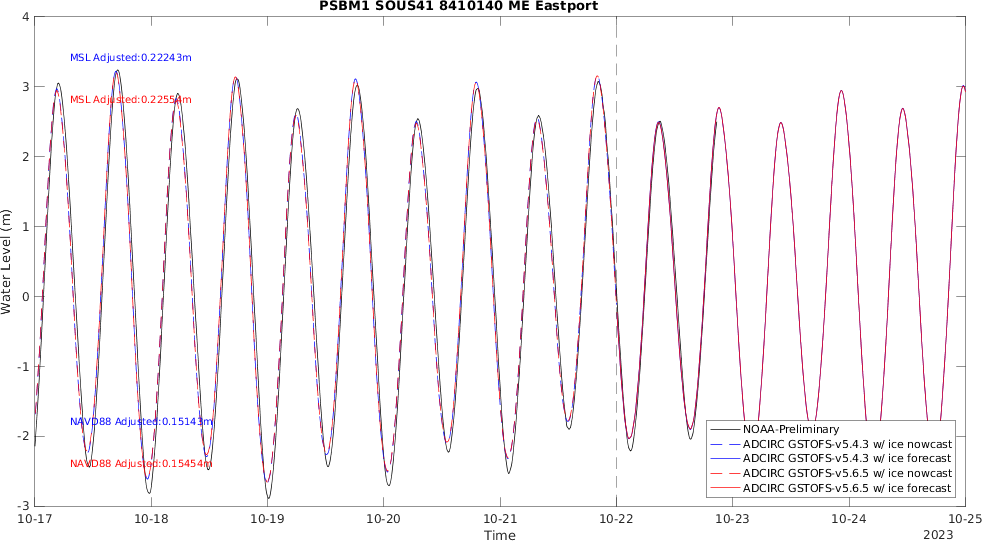 PSBM1 SOUS41 8410140 ME Eastport
4
3
2
1
0
-1
-2
-3
Water Level (m)
MSL Adjusted:0.22243m
MSL Adjusted:0.22554m
NAVD88 Adjusted:0.15143m
NAVD88 Adjusted:0.15454m
NOAA-Preliminary
ADCIRC GSTOFS-v5.4.3 w/ ice nowcast
ADCIRC GSTOFS-v5.4.3 w/ ice forecast
ADCIRC GSTOFS-v5.6.5 w/ ice nowcast
ADCIRC GSTOFS-v5.6.5 w/ ice forecast
10-17 10-18 10-19 10-20 10-21 10-22 10-23 10-24 10-25
Time
2023